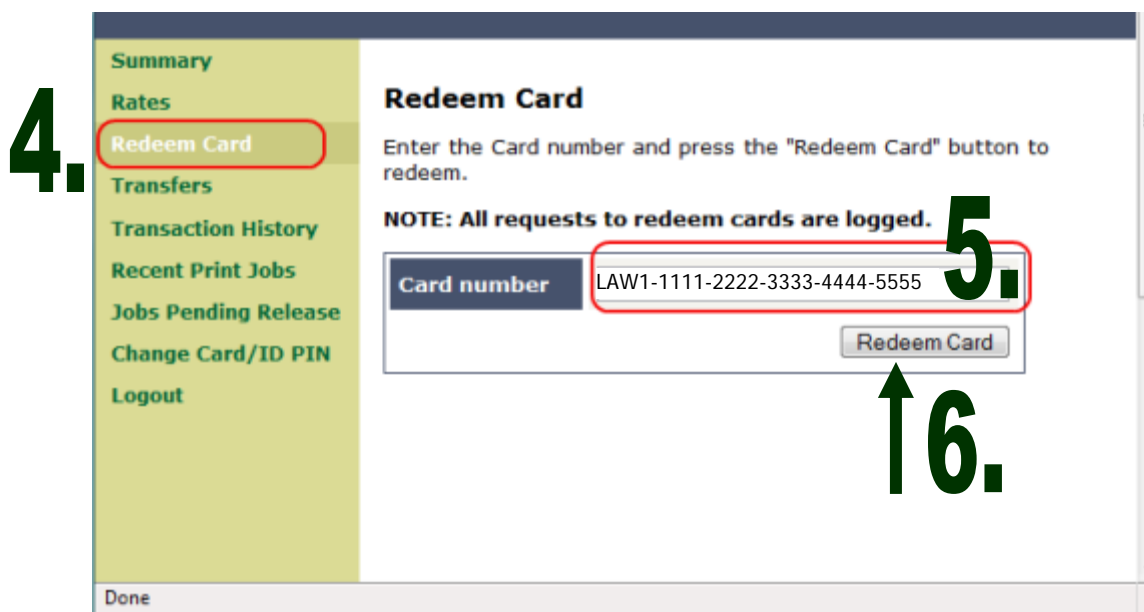 4.
Summary
Rates
Redeem Card
Transfers
Transaction History
Recent Print Jobs
Jobs Pending Release
Change Card/ID PIN
Logout
Redeem Card
Enter the Card number and press the "Redeem Card" button to
redeem.
NOTE: All requests to redeem cards are logged.
5.
Card number LAW1-1111-2222-3333-4444-5555
Redeem Card
6.
Done